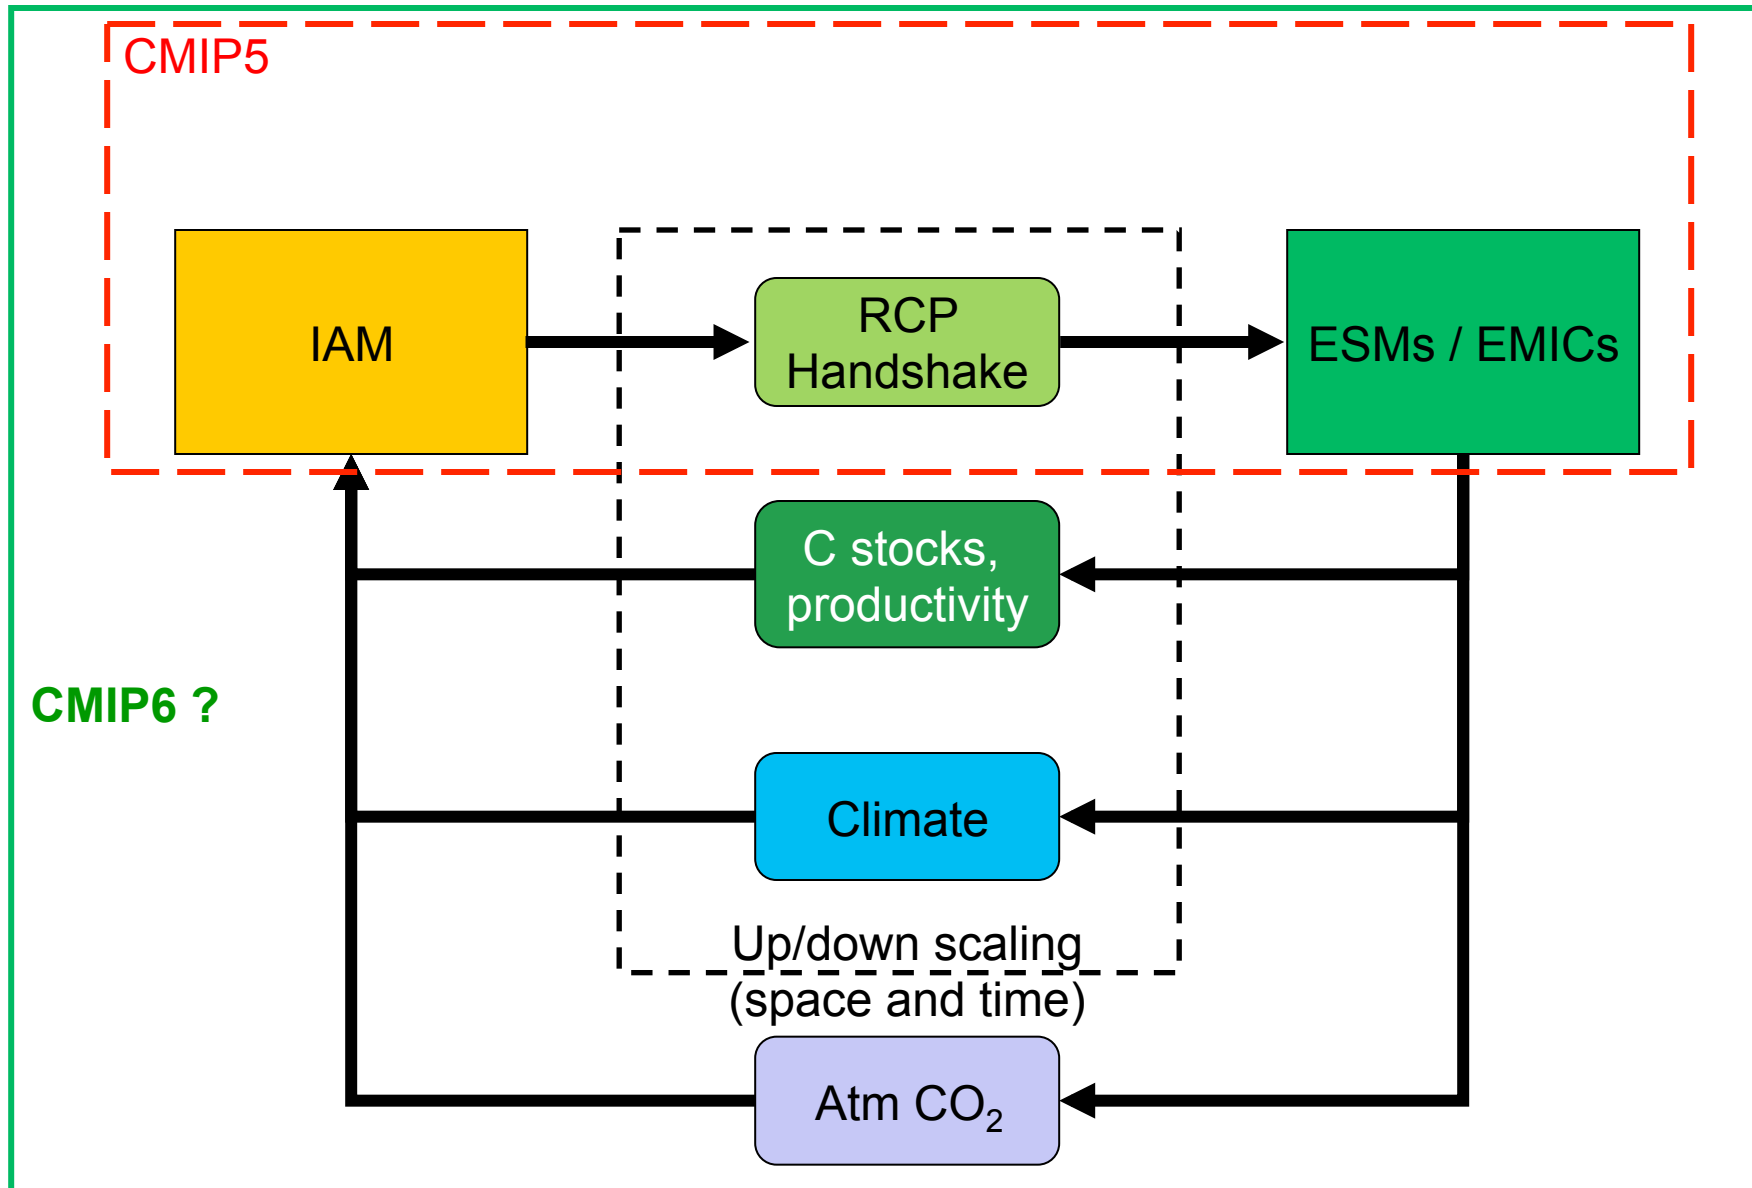 CMIP5
IAM
RCP
Handshake
ESMs / EMICs
C stocks,
productivity
CMIP6 ?
Climate
Up/down scaling
(space and time)
Atm CO₂